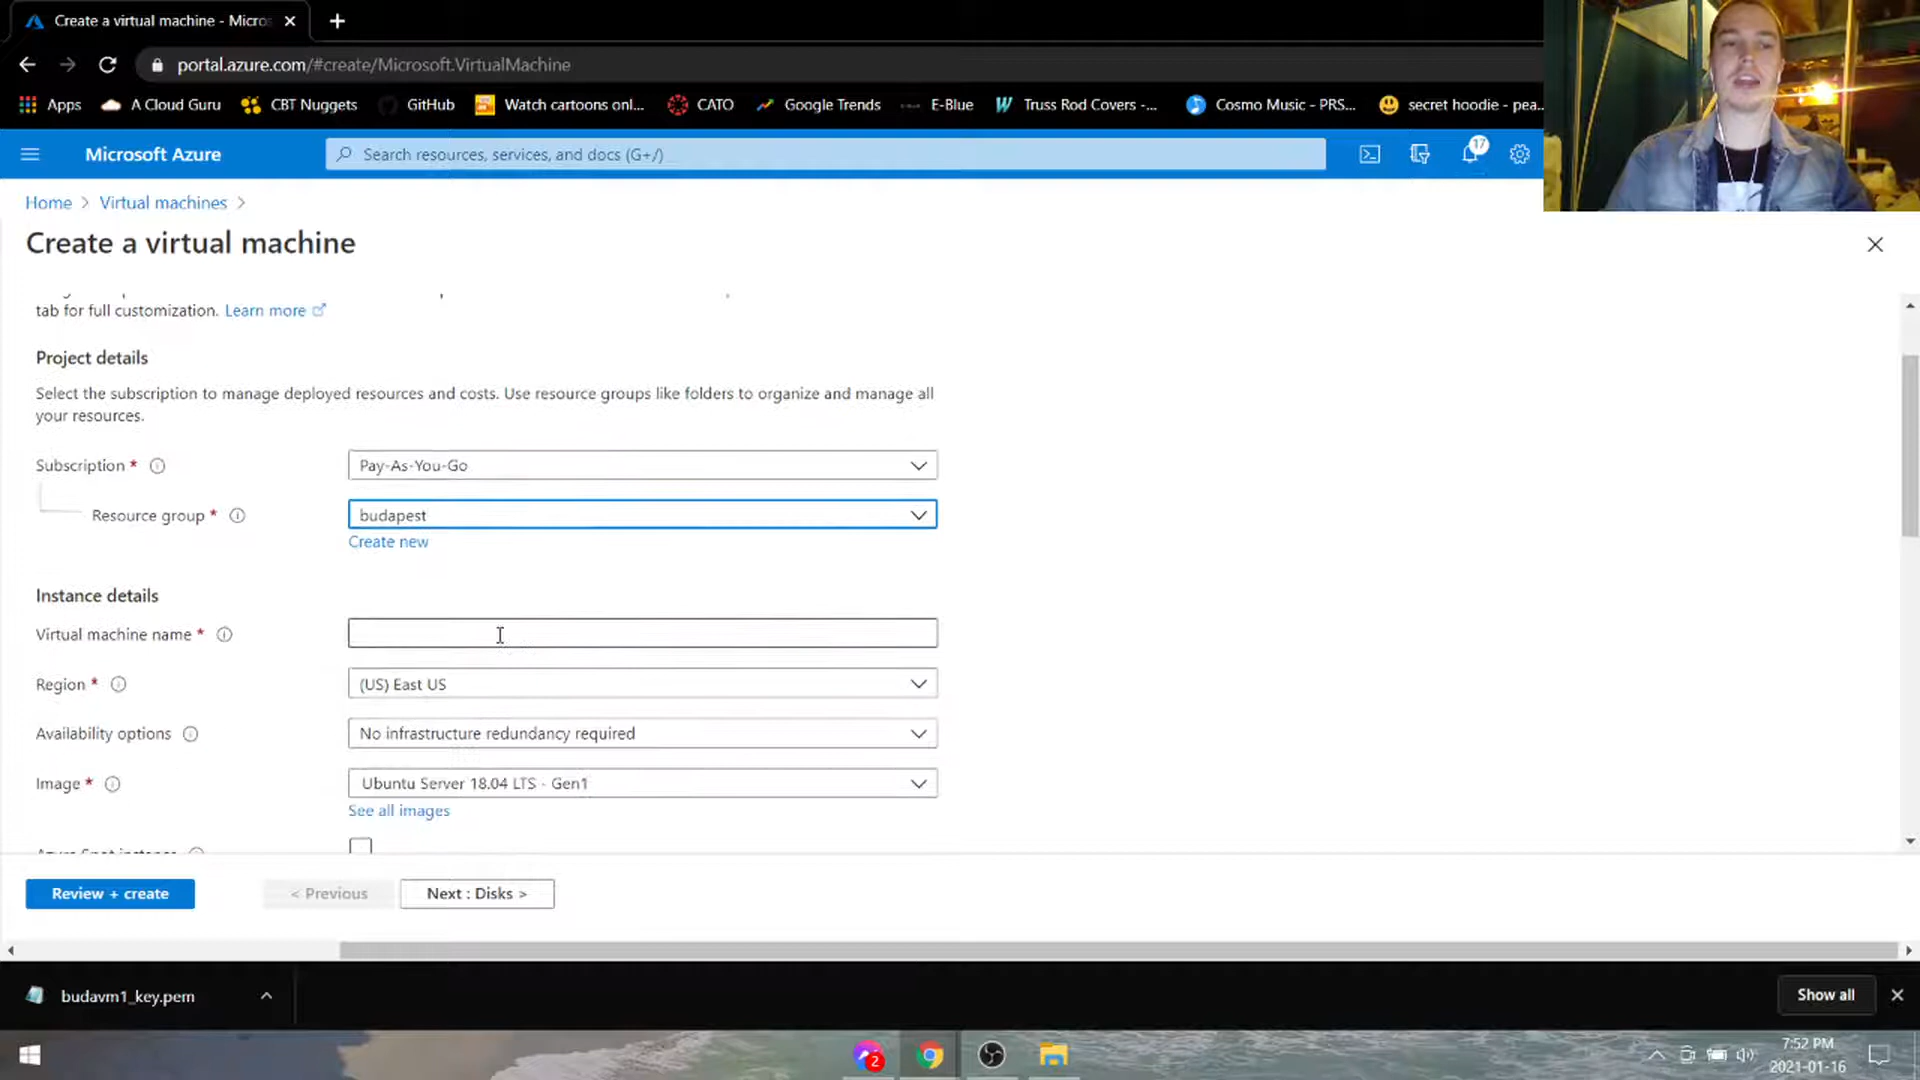 Create a virtual machine - Micros
portal.azure.com/#create/Microsoft.VirtualMachine
Apps
A Cloud Guru
CBT Nuggets
GitHub
Watch cartoons onl...
CATO
Google Trends
E-Blue
Truss Rod Covers -...
Cosmo Music - PRS...
secret hoodie - pea...
Microsoft Azure
Search resources, services, and docs (G+/)
17
Home > Virtual machines >
Create a virtual machine
tab for full customization. Learn more
Project details
Select the subscription to manage deployed resources and costs. Use resource groups like folders to organize and manage all
your resources.
Subscription *
Pay-As-You-Go
Resource group *
budapest
Create new
Instance details
Virtual machine name *
Region *
(US) East US
Availability options
No infrastructure redundancy required
Image *
Ubuntu Server 18.04 LTS - Gen1
See all images
Review + create
< Previous
Next : Disks >
budavm1_key.pem
Show all
2
7:52 PM
2021-01-16